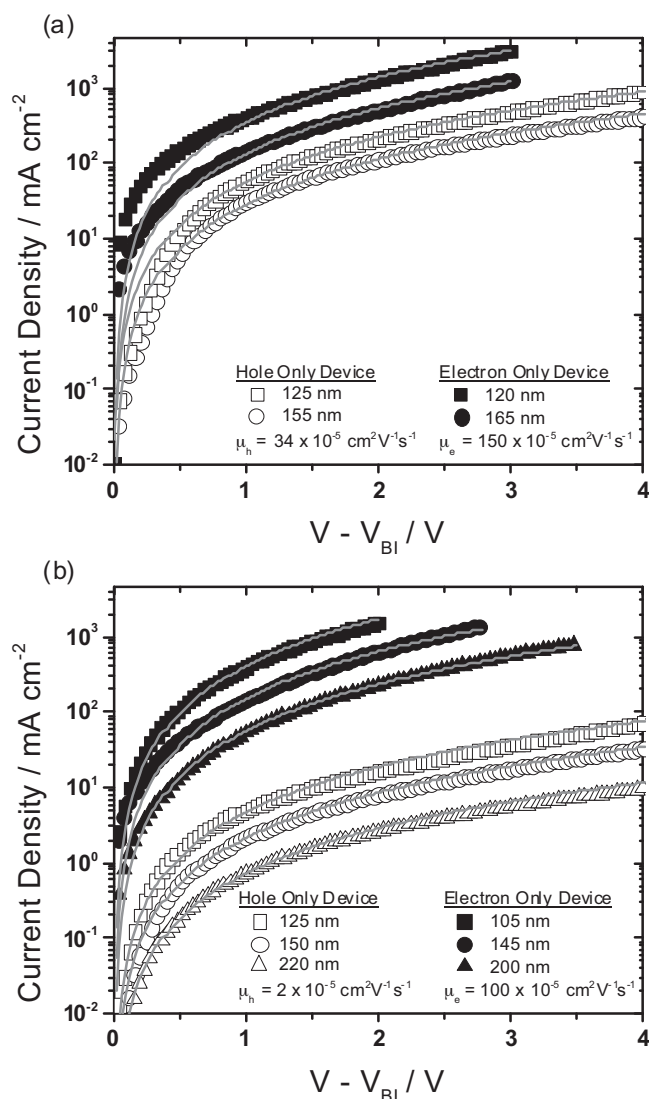 (a)
10³
10²
10¹
10⁰
10⁻¹
10⁻²
Current Density / mA cm⁻²
Hole Only Device
125 nm
155 nm
μₕ = 34 x 10⁻⁵ cm²V⁻¹s⁻¹
Electron Only Device
120 nm
165 nm
μₑ = 150 x 10⁻⁵ cm²V⁻¹s⁻¹
0 1 2 3 4
V - V_BI / V
(b)
10³
10²
10¹
10⁰
10⁻¹
10⁻²
Current Density / mA cm⁻²
Hole Only Device
125 nm
150 nm
220 nm
μₕ = 2 x 10⁻⁵ cm²V⁻¹s⁻¹
Electron Only Device
105 nm
145 nm
200 nm
μₑ = 100 x 10⁻⁵ cm²V⁻¹s⁻¹
0 1 2 3 4
V - V_BI / V